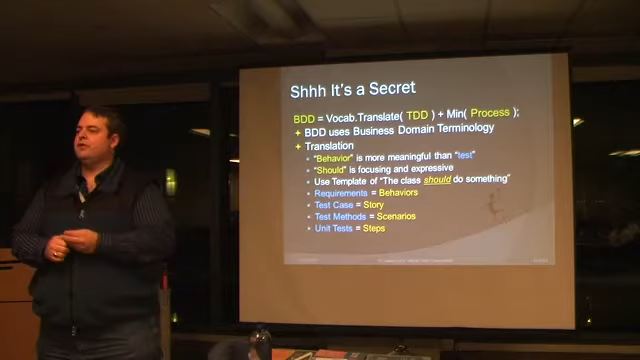 Shhh It's a Secret
BDD = Vocab.Translate( TDD ) + Min( Process );
+ BDD uses Business Domain Terminology
+ Translation
• "Behavior" is more meaningful than "test"
• "Should" is focusing and expressive
• Use Template of "The class should do something"
• Requirements = Behaviors
• Test Case = Story
• Test Methods = Scenarios
• Unit Tests = Steps